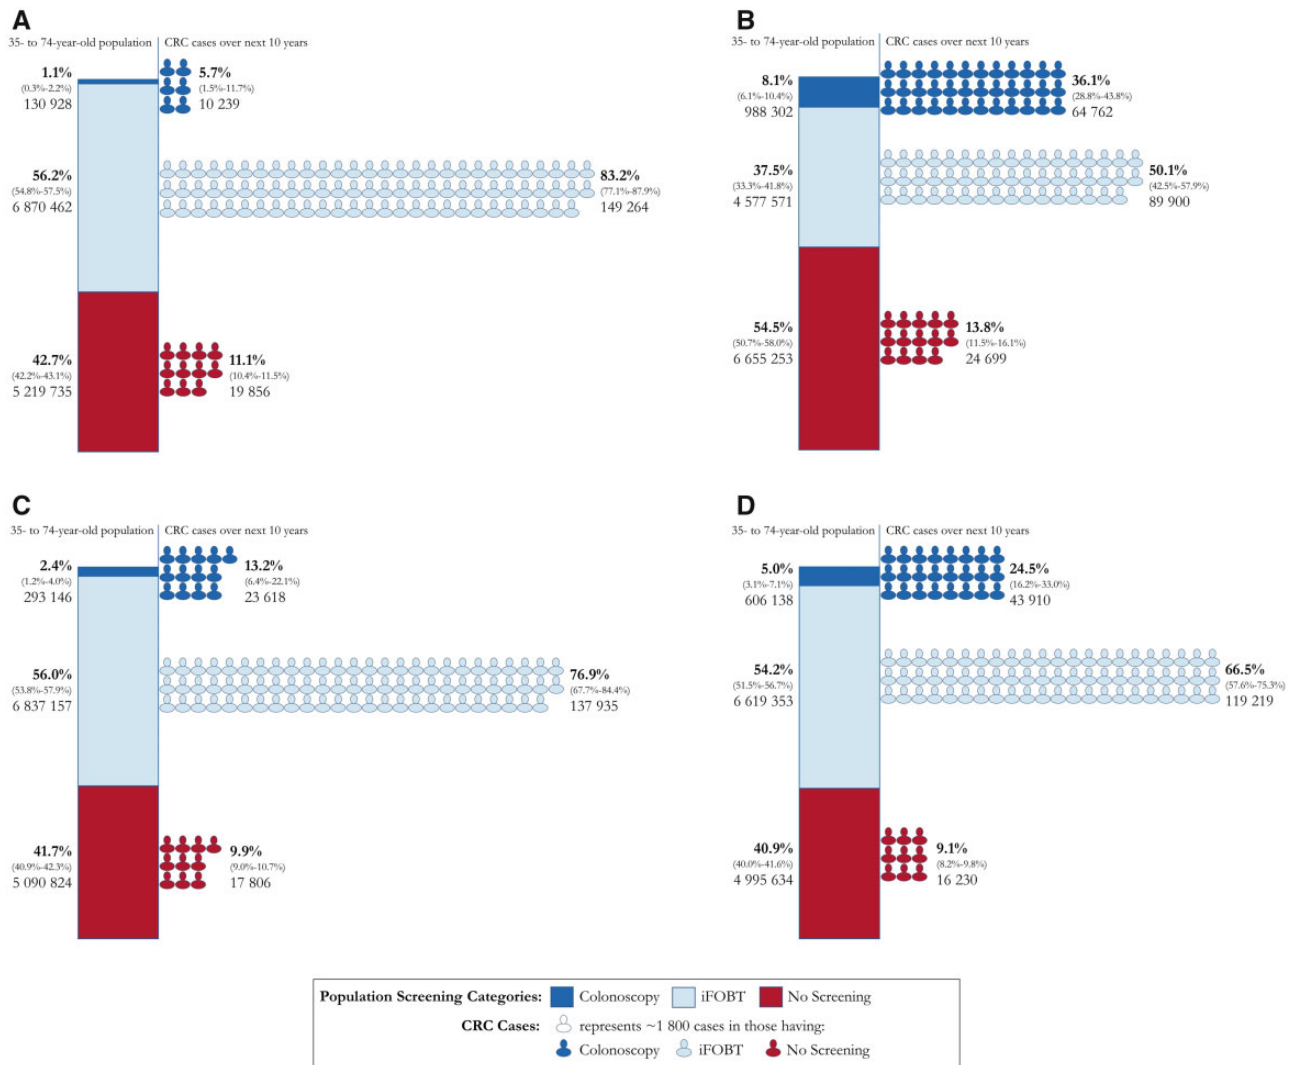 A
35- to 74-year-old population CRC cases over next 10 years
1.1% 5.7%
(0.3%-2.2%) (1.5%-11.7%)
130 928 10 239
56.2% 83.2%
(54.8%-57.5%) (77.1%-87.9%)
6 870 462 149 264
42.7% 11.1%
(42.2%-43.1%) (10.4%-11.5%)
5 219 735 19 856
B
35- to 74-year-old population CRC cases over next 10 years
8.1% 36.1%
(6.1%-10.4%) (28.8%-43.8%)
988 302 64 762
37.5% 50.1%
(33.3%-41.8%) (42.5%-57.9%)
4 577 571 89 900
54.5% 13.8%
(50.7%-58.0%) (11.5%-16.1%)
6 655 253 24 699
C
35- to 74-year-old population CRC cases over next 10 years
2.4% 13.2%
(1.2%-4.0%) (6.4%-22.1%)
293 146 23 618
56.0% 76.9%
(53.8%-57.9%) (67.7%-84.4%)
6 837 157 137 935
41.7% 9.9%
(40.9%-42.3%) (9.0%-10.7%)
5 090 824 17 806
D
35- to 74-year-old population CRC cases over next 10 years
5.0% 24.5%
(3.1%-7.1%) (16.2%-33.0%)
606 138 43 910
54.2% 66.5%
(51.5%-56.7%) (57.6%-75.3%)
6 619 353 119 219
40.9% 9.1%
(40.0%-41.6%) (8.2%-9.8%)
4 995 634 16 230
Population Screening Categories: Colonoscopy iFOBT No Screening
CRC Cases: represents ~1 800 cases in those having:
Colonoscopy iFOBT No Screening